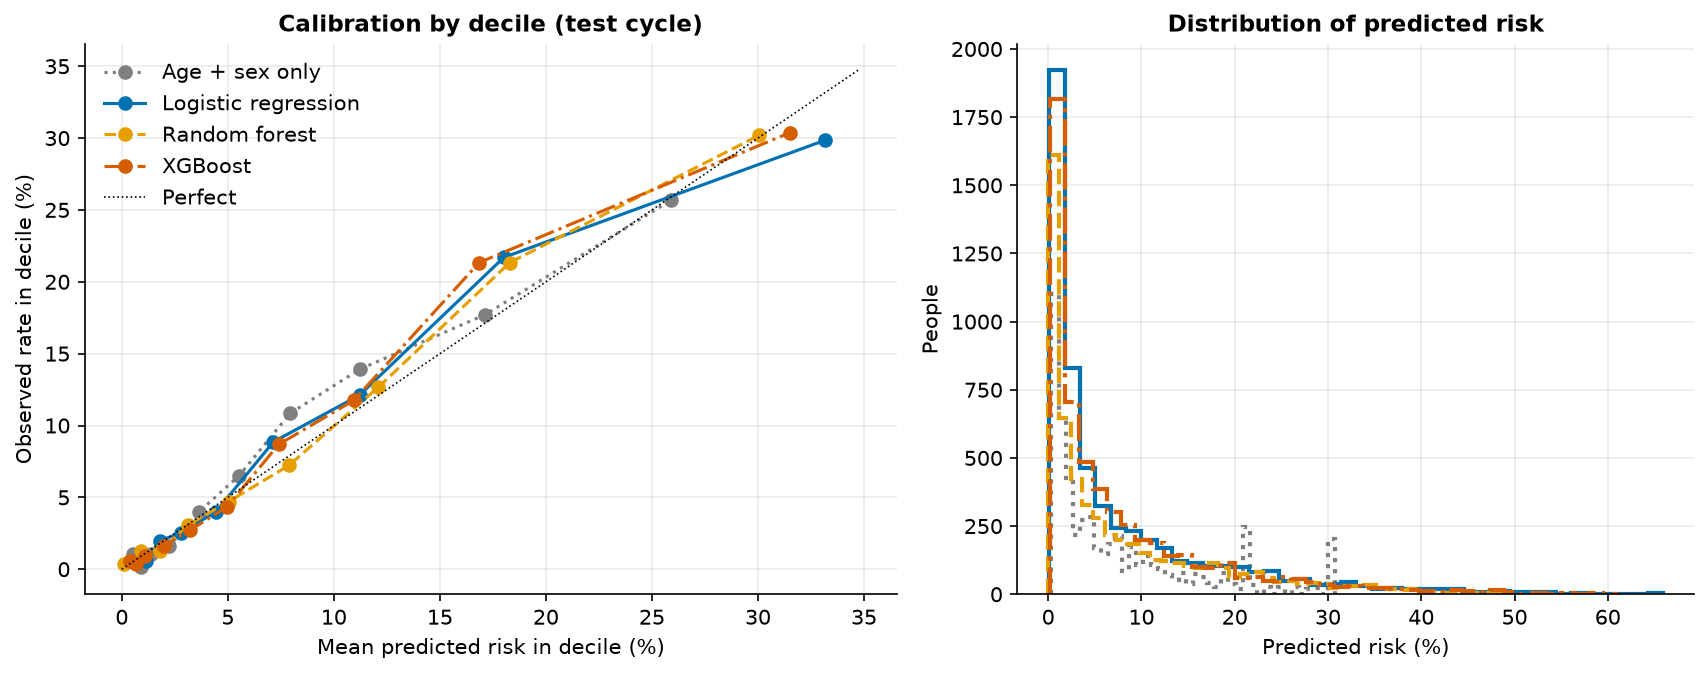 Calibration by decile (test cycle)
Age + sex only
Logistic regression
Random forest
XGBoost
Perfect
Observed rate in decile (%)
35
30
25
20
15
10
5
0
0 5 10 15 20 25 30 35
Mean predicted risk in decile (%)
Distribution of predicted risk
People
2000
1750
1500
1250
1000
750
500
250
0
0 10 20 30 40 50 60
Predicted risk (%)